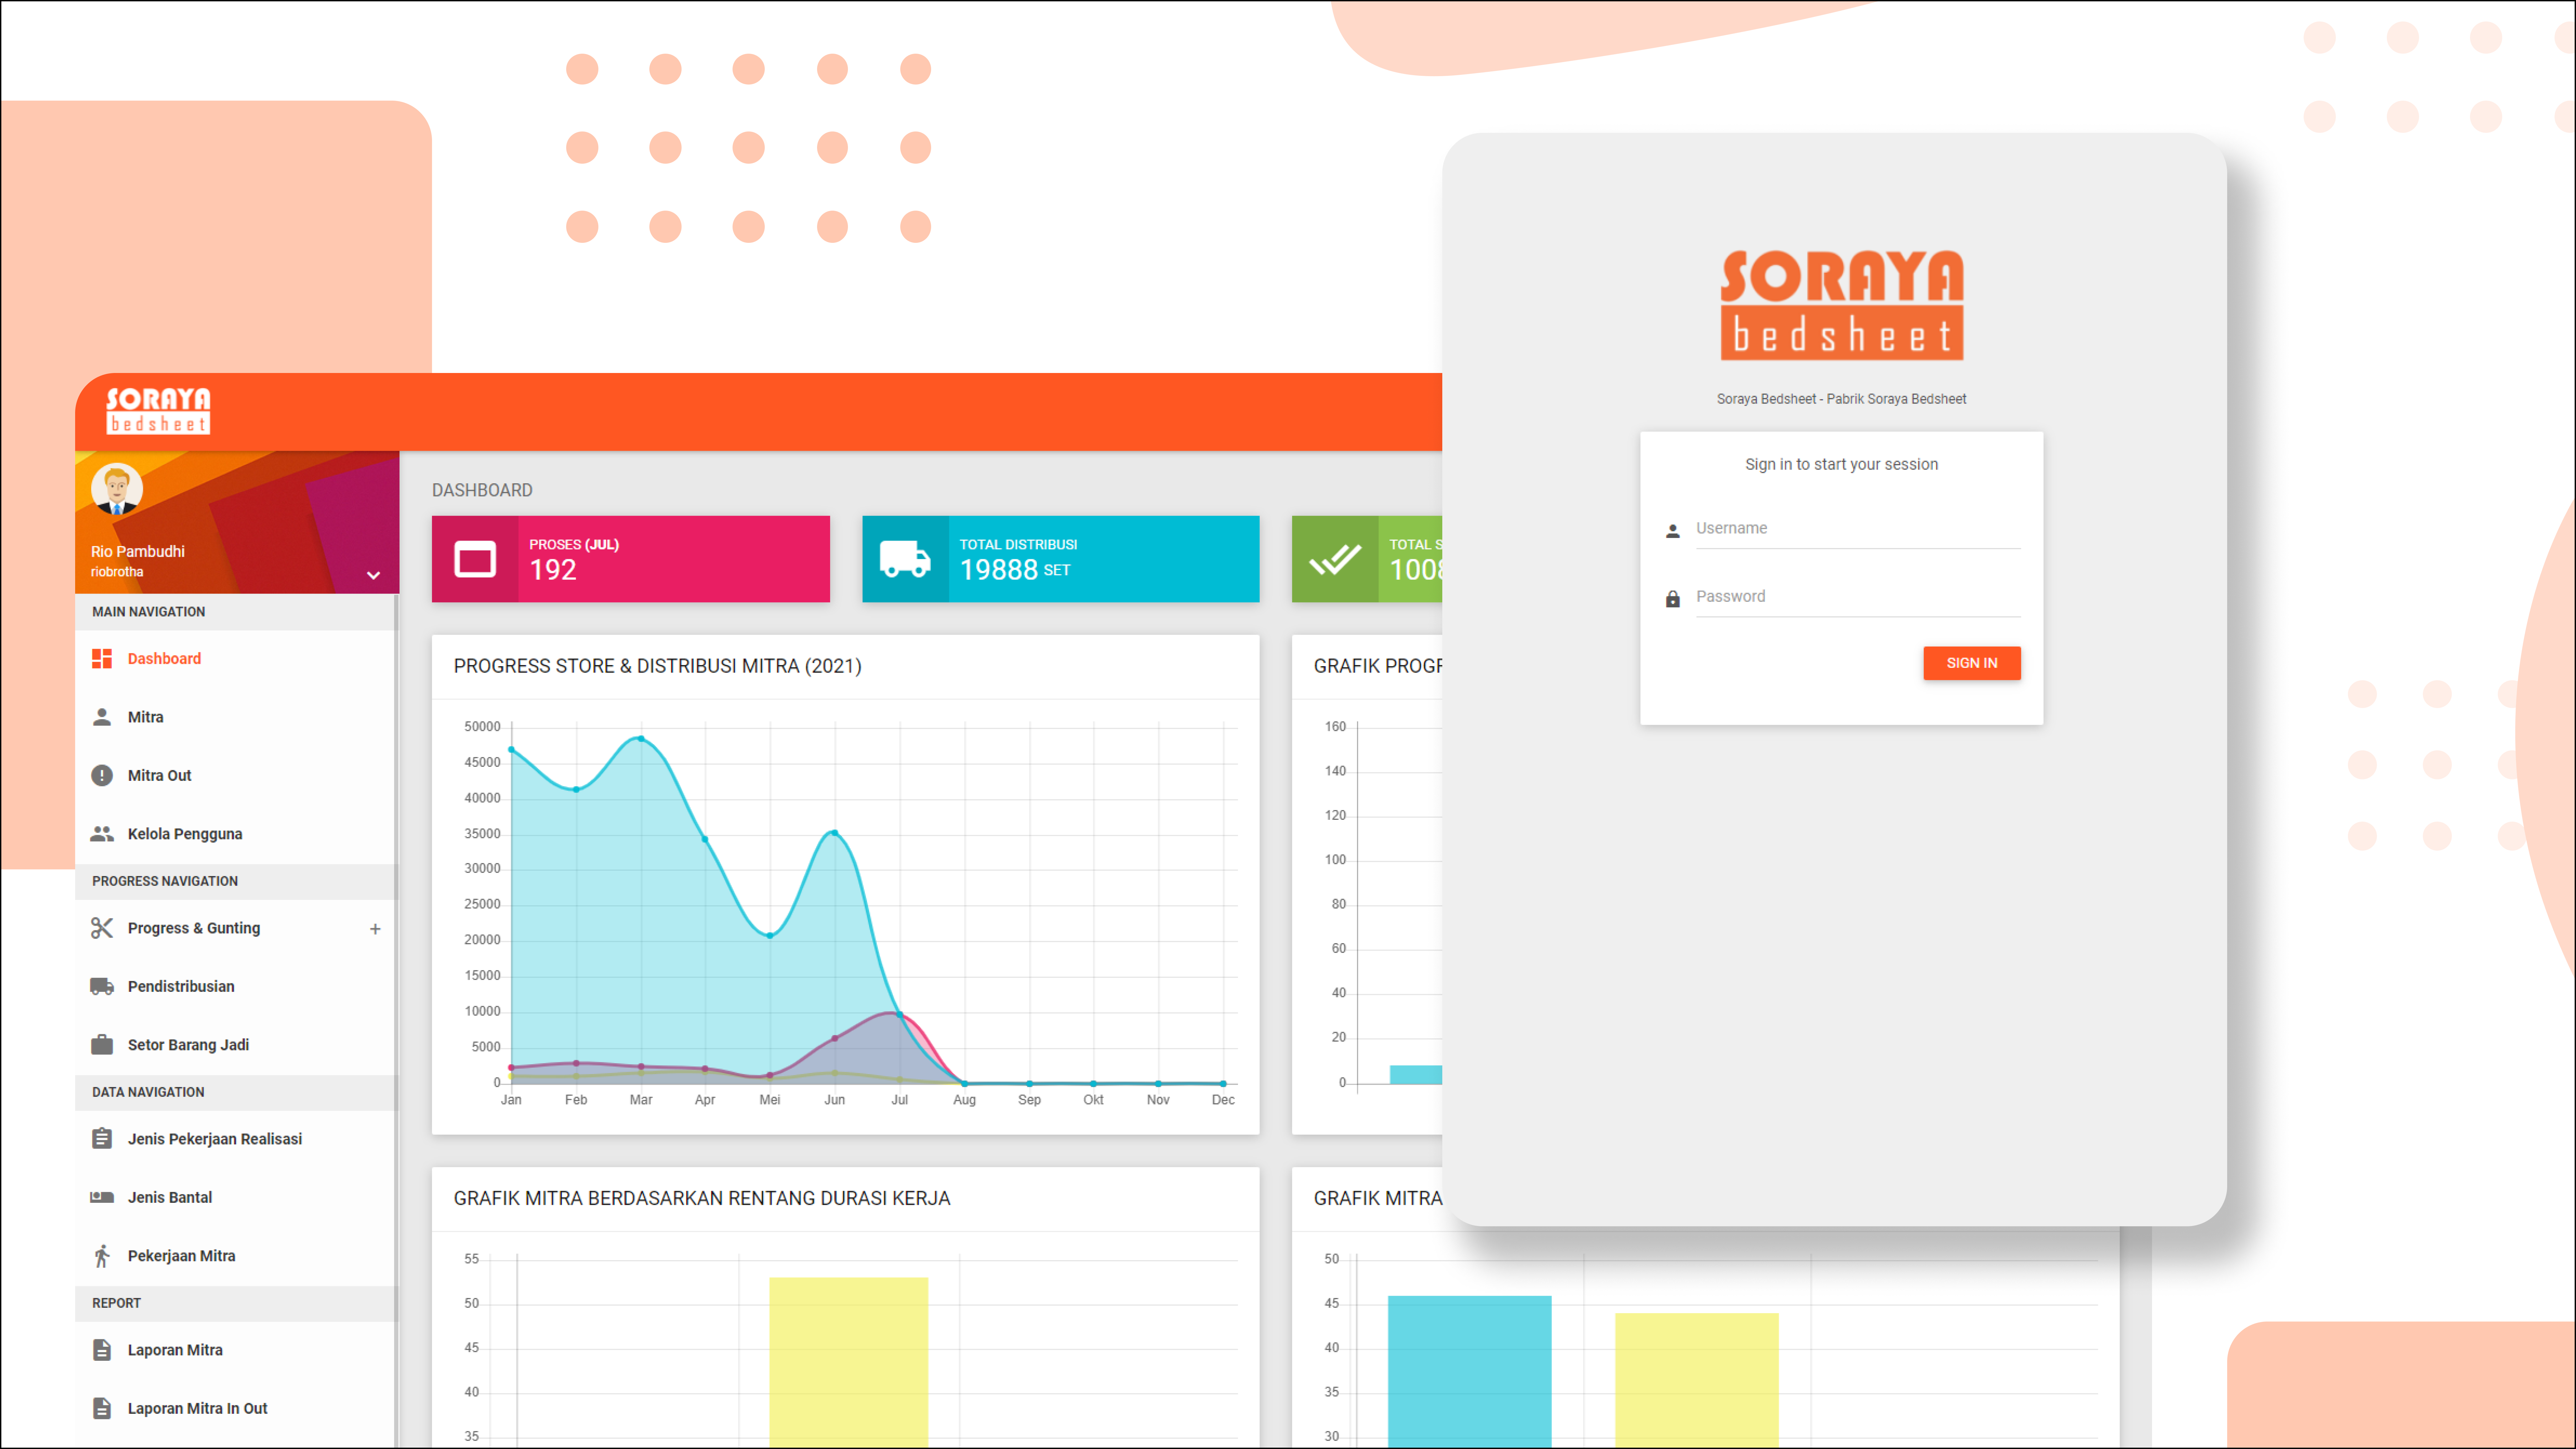 SORAYA
bedsheet
Rio Pambudhi
riobrotha
MAIN NAVIGATION
Dashboard
Mitra
Mitra Out
Kelola Pengguna
PROGRESS NAVIGATION
Progress & Gunting +
Pendistribusian
Setor Barang Jadi
DATA NAVIGATION
Jenis Pekerjaan Realisasi
Jenis Bantal
Pekerjaan Mitra
REPORT
Laporan Mitra
Laporan Mitra In Out
DASHBOARD
PROSES (JUL)
192
TOTAL DISTRIBUSI
19888 SET
TOTAL S
1008
PROGRESS STORE & DISTRIBUSI MITRA (2021)
50000
45000
40000
35000
30000
25000
20000
15000
10000
5000
0
Jan Feb Mar Apr Mei Jun Jul Aug Sep Okt Nov Dec
GRAFIK PROGR
160
140
120
100
80
60
40
20
0
GRAFIK MITRA BERDASARKAN RENTANG DURASI KERJA
55
50
45
40
35
GRAFIK MITRA
50
45
40
35
30
SORAYA
bedsheet
Soraya Bedsheet - Pabrik Soraya Bedsheet
Sign in to start your session
Username
Password
SIGN IN